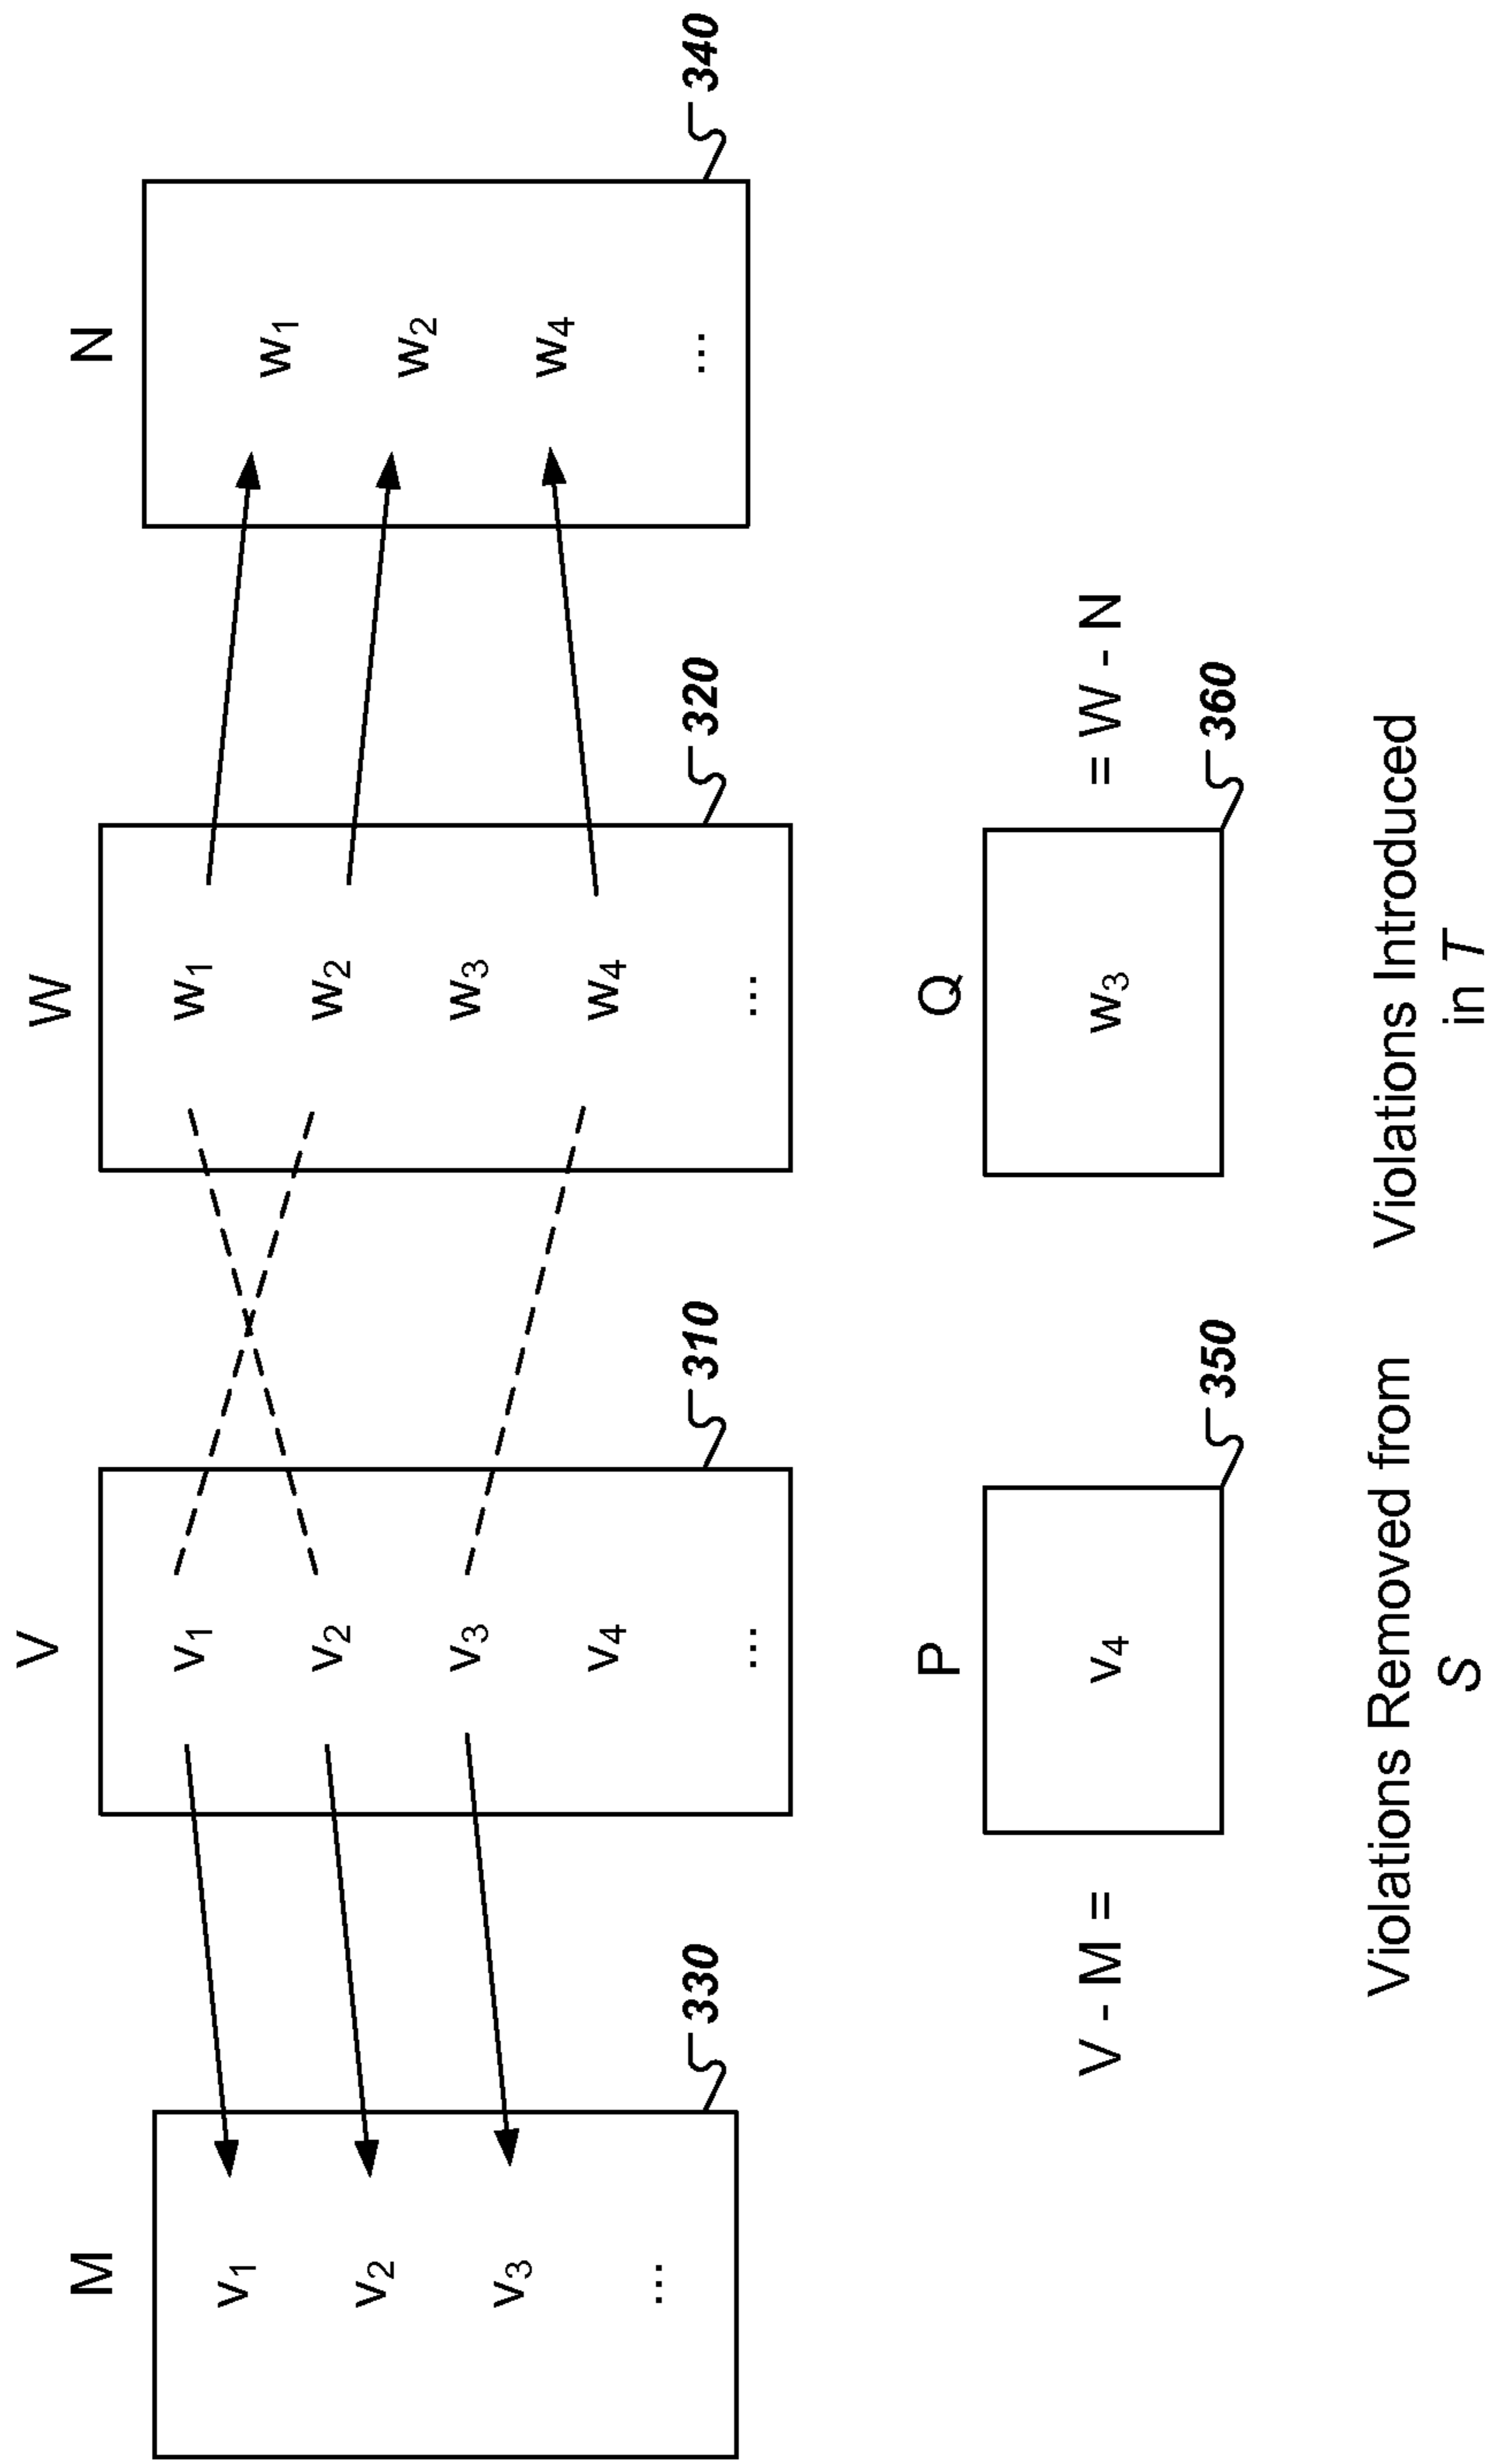 M
V
W
N
v1
v2
v3
...
330
v1
v2
v3
v4
...
310
w1
w2
w3
w4
...
320
w1
w2
w4
...
340
V - M =
P
v4
350
Q
w3
360
= W - N
Violations Removed from
S
Violations Introduced
in T